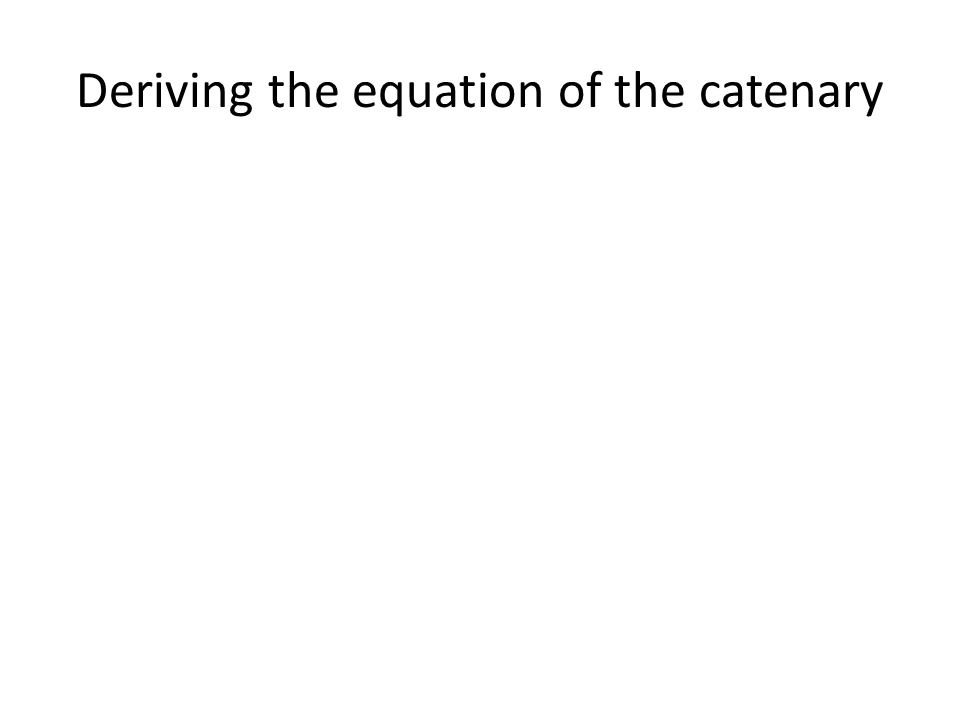 Deriving the equation of the catenary